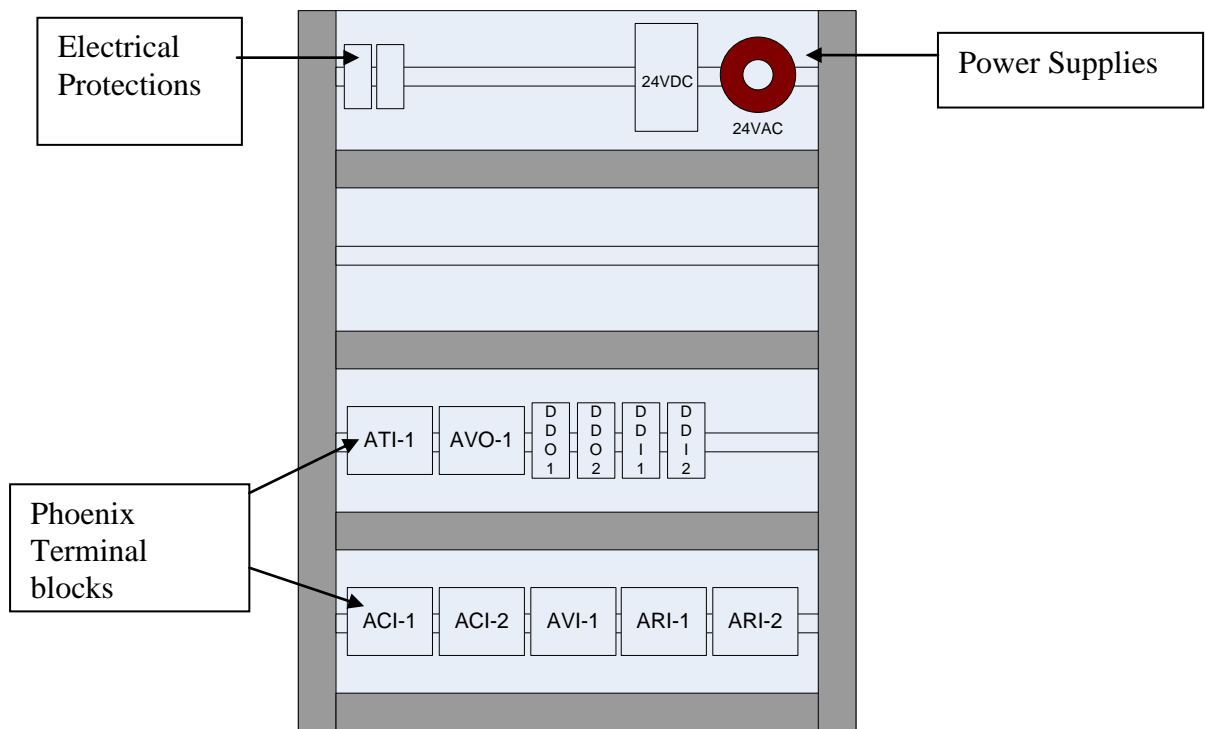 Electrical
Protections
24VDC
24VAC
Power Supplies
ATI-1
AVO-1
D
D
O
1
D
D
O
2
D
D
I
1
D
D
I
2
Phoenix
Terminal
blocks
ACI-1
ACI-2
AVI-1
ARI-1
ARI-2